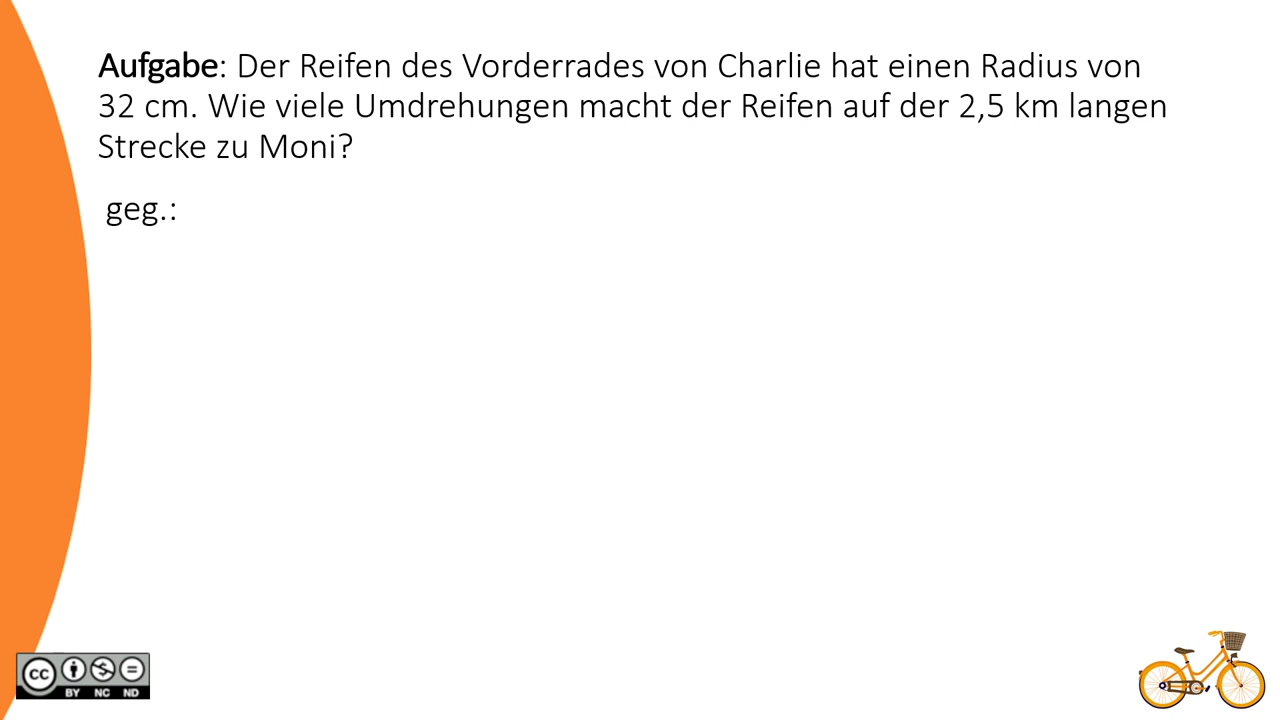 Aufgabe: Der Reifen des Vorderrades von Charlie hat einen Radius von
32 cm. Wie viele Umdrehungen macht der Reifen auf der 2,5 km langen
Strecke zu Moni?
geg.:
cc
BY NC ND